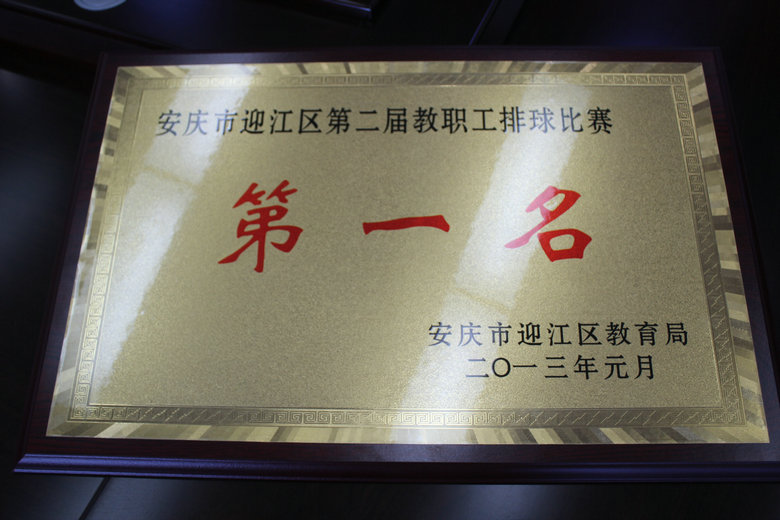 安庆市迎江区第二届教职工排球比赛
第一名
安庆市迎江区教育局
二〇一三年元月